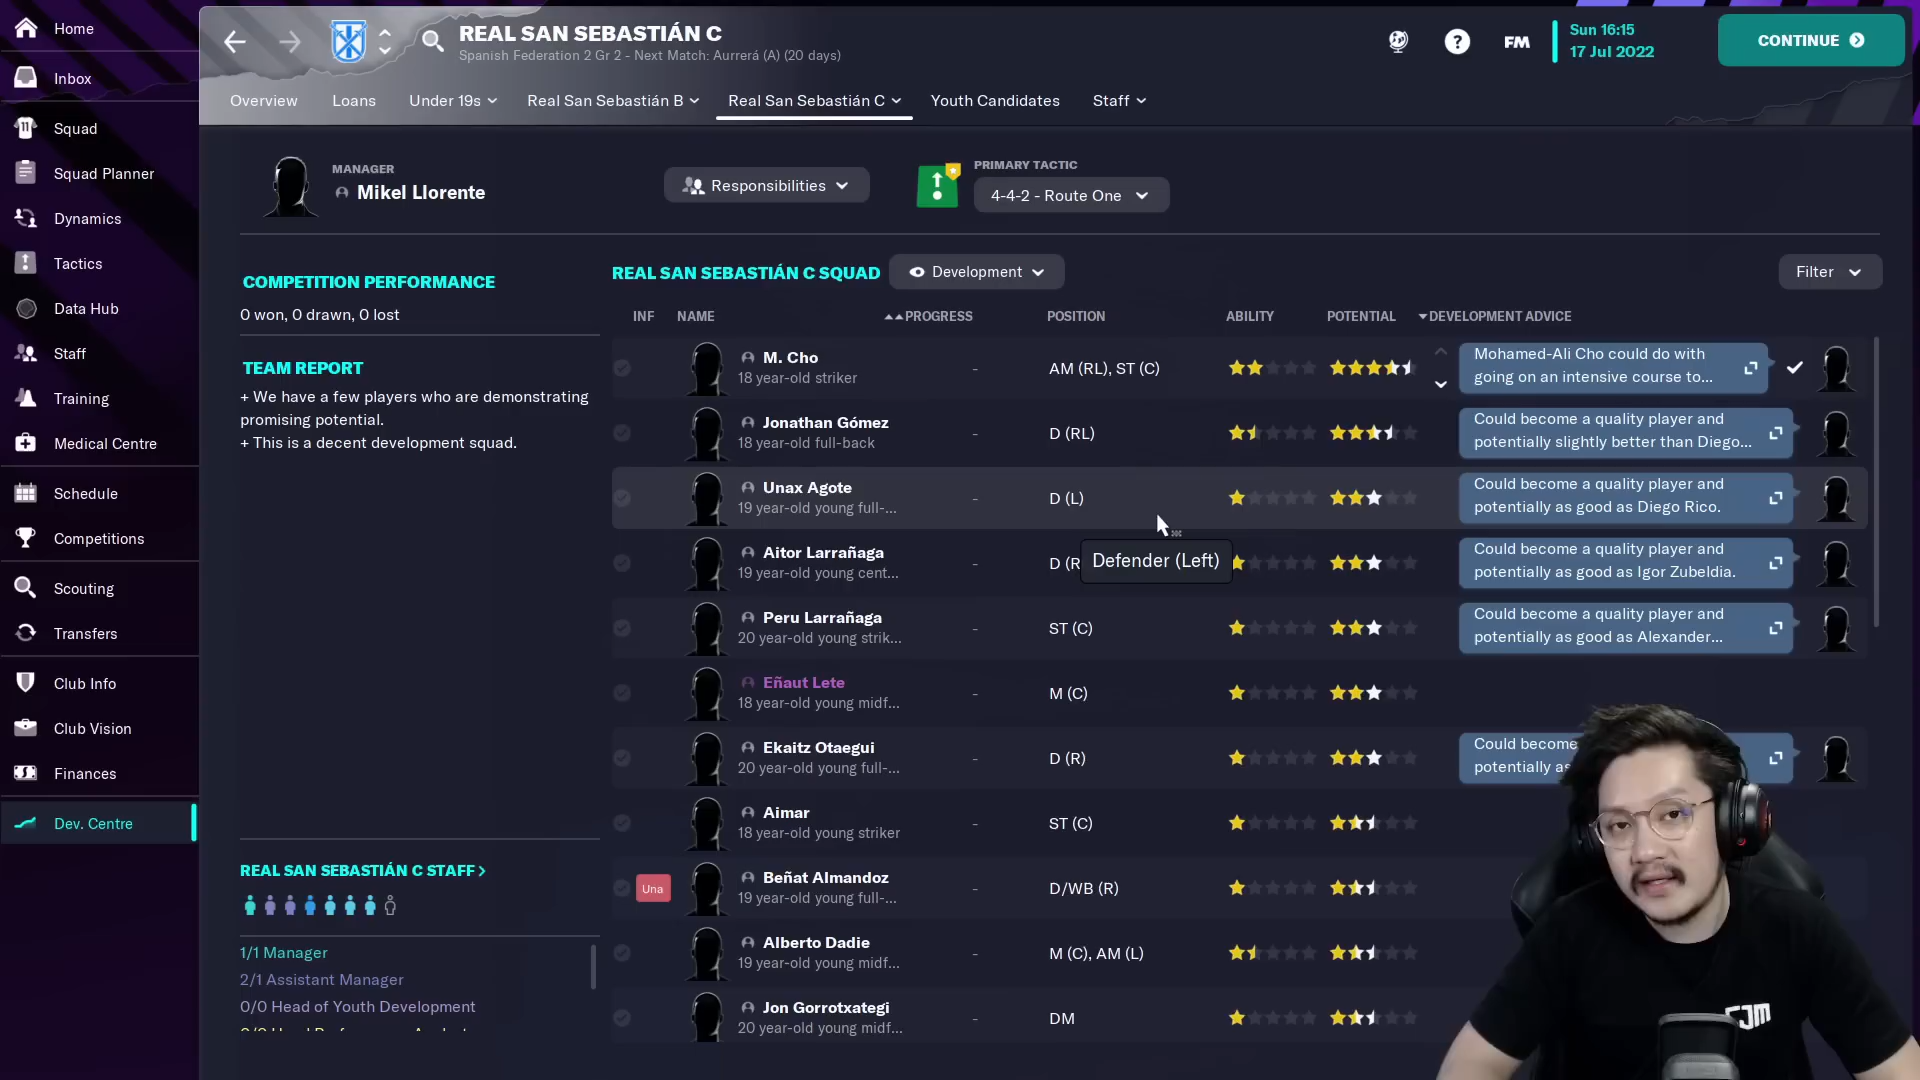 Home
Inbox
Squad
Squad Planner
Dynamics
Tactics
Data Hub
Staff
Training
Medical Centre
Schedule
Competitions
Scouting
Transfers
Club Info
Club Vision
Finances
Dev. Centre
REAL SAN SEBASTIÁN C
Spanish Federation 2 Gr 2 - Next Match: Aurrerá (A) (20 days)
?
FM
Sun 16:15
17 Jul 2022
CONTINUE
Overview
Loans
Under 19s
Real San Sebastián B
Real San Sebastián C
Youth Candidates
Staff
MANAGER
Mikel Llorente
Responsibilities
PRIMARY TACTIC
4-4-2 - Route One
COMPETITION PERFORMANCE
0 won, 0 drawn, 0 lost
TEAM REPORT
+ We have a few players who are demonstrating
promising potential.
+ This is a decent development squad.
REAL SAN SEBASTIÁN C STAFF
1/1 Manager
2/1 Assistant Manager
0/0 Head of Youth Development
REAL SAN SEBASTIÁN C SQUAD
Development
Filter
INF NAME PROGRESS POSITION ABILITY POTENTIAL DEVELOPMENT ADVICE
M. Cho
18 year-old striker
-
AM (RL), ST (C)
Mohamed-Ali Cho could do with
going on an intensive course to...
Jonathan Gómez
18 year-old full-back
-
D (RL)
Could become a quality player and
potentially slightly better than Diego...
Unax Agote
19 year-old young full-...
-
D (L)
Could become a quality player and
potentially as good as Diego Rico.
Defender (Left)
Aitor Larrañaga
19 year-old young cent...
-
D (R
Could become a quality player and
potentially as good as Igor Zubeldia.
Peru Larrañaga
20 year-old young strik...
-
ST (C)
Could become a quality player and
potentially as good as Alexander...
Eñaut Lete
18 year-old young midf...
-
M (C)
Ekaitz Otaegui
20 year-old young full-...
-
D (R)
Could become
potentially as
Aimar
18 year-old young striker
-
ST (C)
Una
Beñat Almandoz
19 year-old full-...
-
D/WB (R)
Alberto Dadie
19 year-old young midf...
-
M (C), AM (L)
Jon Gorrotxategi
20 year-old young midf...
-
DM
CJM